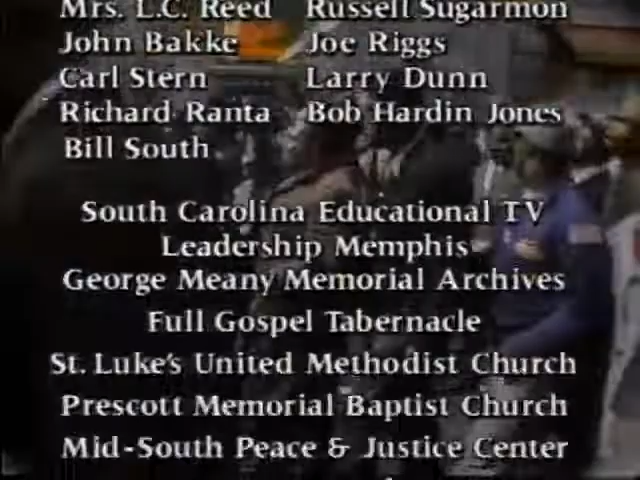 Mrs. L.C. Reed Russell Sugarmon
John Bakke Joe Riggs
Carl Stern Larry Dunn
Richard Ranta Bob Hardin Jones
Bill South
South Carolina Educational TV
Leadership Memphis
George Meany Memorial Archives
Full Gospel Tabernacle
St. Luke's United Methodist Church
Prescott Memorial Baptist Church
Mid-South Peace & Justice Center